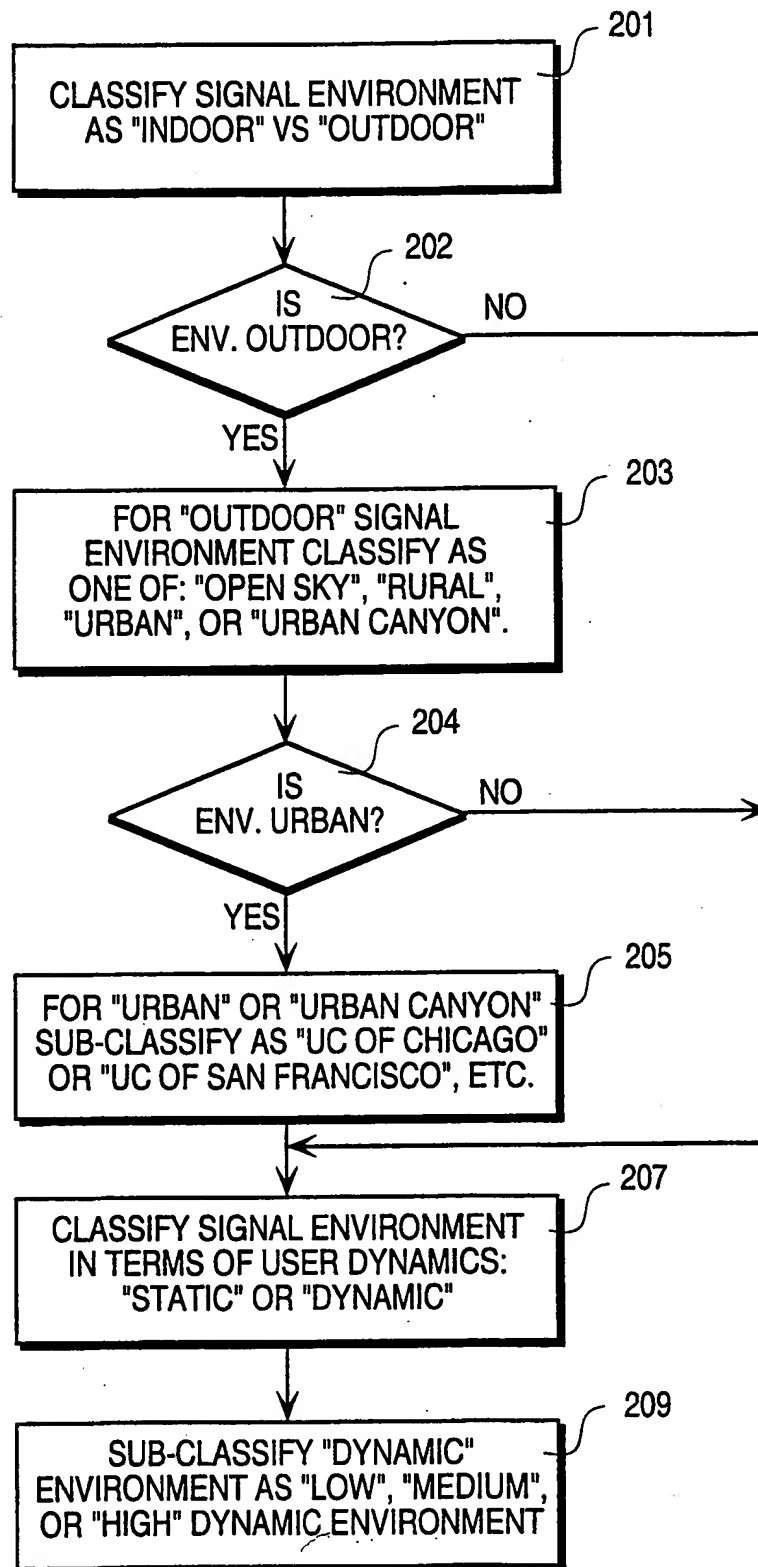 201
CLASSIFY SIGNAL ENVIRONMENT
AS "INDOOR" VS "OUTDOOR"
202
IS
ENV. OUTDOOR?
NO
YES
203
FOR "OUTDOOR" SIGNAL
ENVIRONMENT CLASSIFY AS
ONE OF: "OPEN SKY", "RURAL",
"URBAN", OR "URBAN CANYON".
204
IS
ENV. URBAN?
NO
YES
205
FOR "URBAN" OR "URBAN CANYON"
SUB-CLASSIFY AS "UC OF CHICAGO"
OR "UC OF SAN FRANCISCO", ETC.
207
CLASSIFY SIGNAL ENVIRONMENT
IN TERMS OF USER DYNAMICS:
"STATIC" OR "DYNAMIC"
209
SUB-CLASSIFY "DYNAMIC"
ENVIRONMENT AS "LOW", "MEDIUM",
OR "HIGH" DYNAMIC ENVIRONMENT